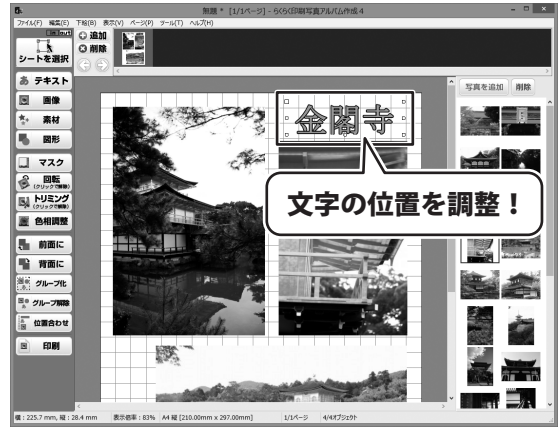 無題 * [1/1ページ] - らくらく印刷写真アルバム作成4
ファイル(F) 編集(E) 下絵(B) 表示(V) ページ(P) ツール(T) ヘルプ(H)
シートを選択
追加
削除
テキスト
画像
素材
図形
マスク
回転
(クリックで解除)
トリミング
(クリックで解除)
色相調整
前面に
背面に
グループ化
グループ解除
位置合わせ
印刷
金閣寺
文字の位置を調整!
写真を追加 削除
横 : 225.7 mm, 縦 : 28.4 mm 表示倍率 : 83% A4 縦 [210.00mm x 297.00mm] 1/1ページ 4/4オブジェクト